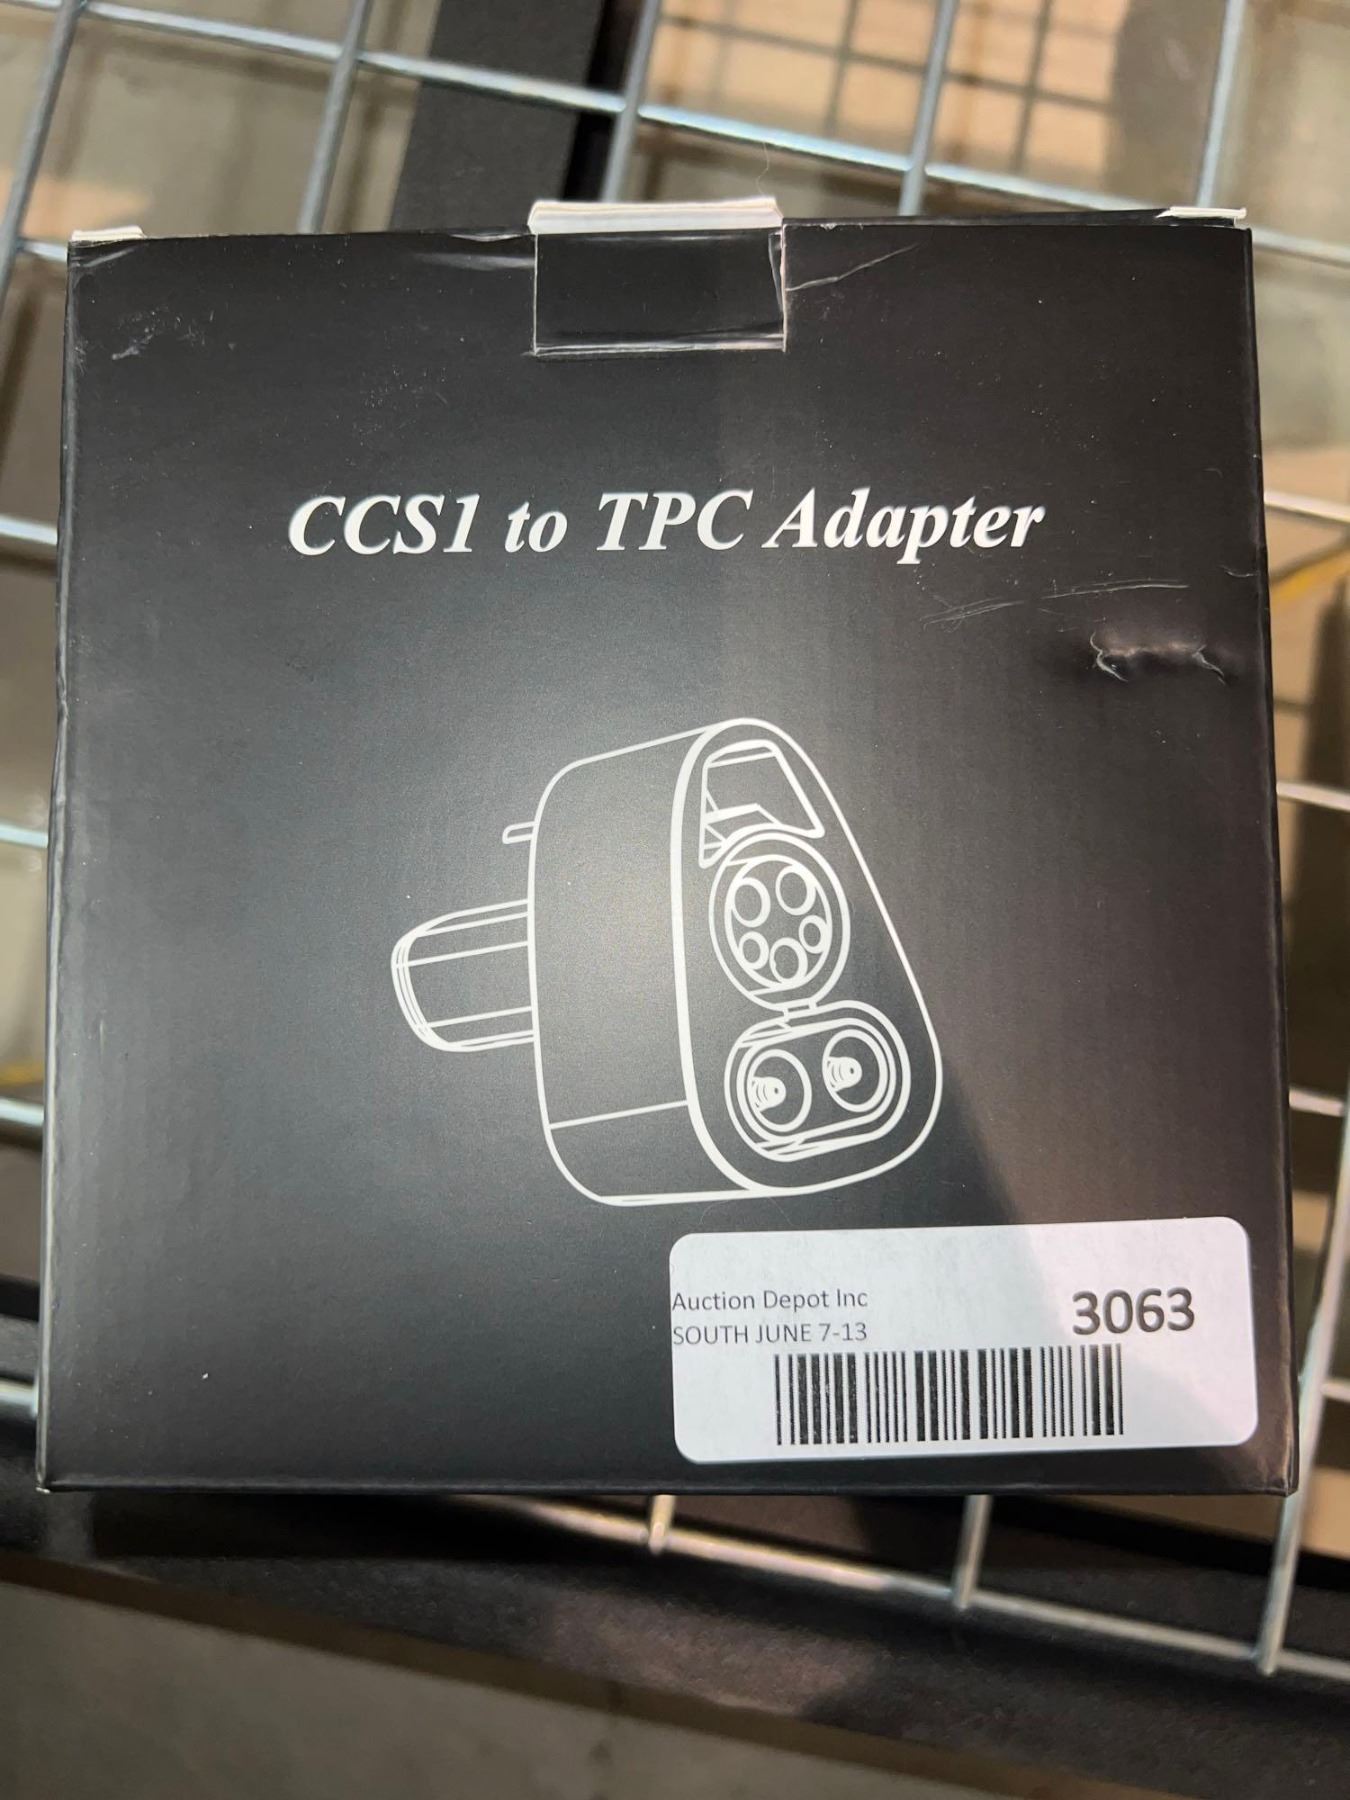 CCS1 to TPC Adapter
Auction Depot Inc
SOUTH JUNE 7-13
3063